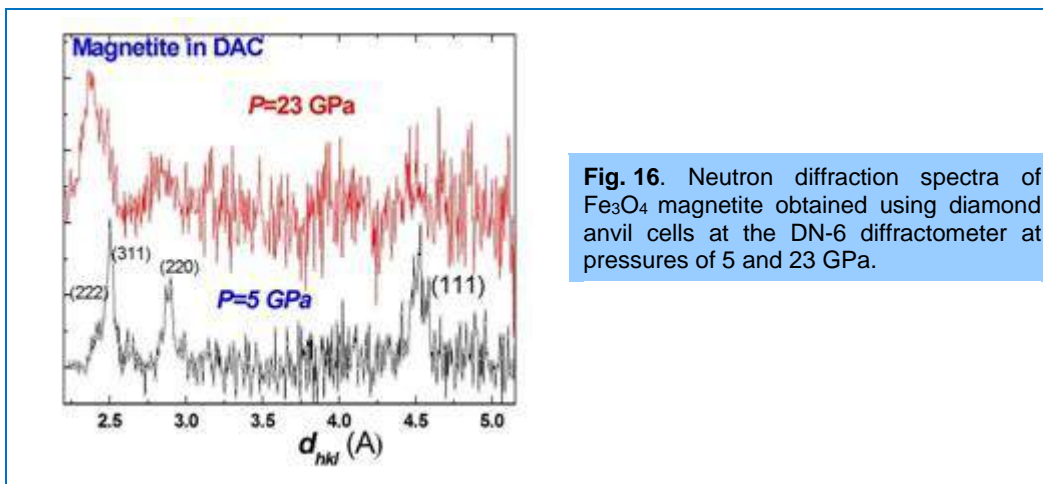 Magnetite in DAC
P=23 GPa
(311)
(222)
(220)
P=5 GPa
(111)
2.5 3.0 3.5 4.0 4.5 5.0
d_hkl (A)
Fig. 16. Neutron diffraction spectra of
Fe₃O₄ magnetite obtained using diamond
anvil cells at the DN-6 diffractometer at
pressures of 5 and 23 GPa.